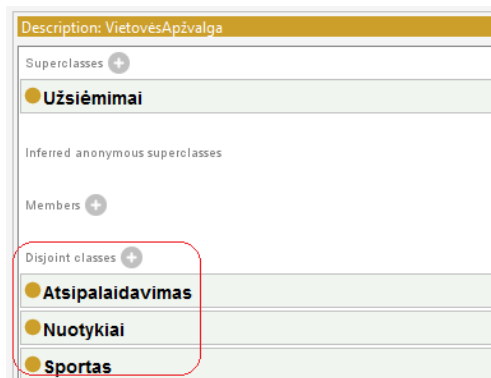 Description: VietovėsApžvalga
Superclasses
Užsiėmimai
Inferred anonymous superclasses
Members
Disjoint classes
Atsipalaidavimas
Nuotykiai
Sportas